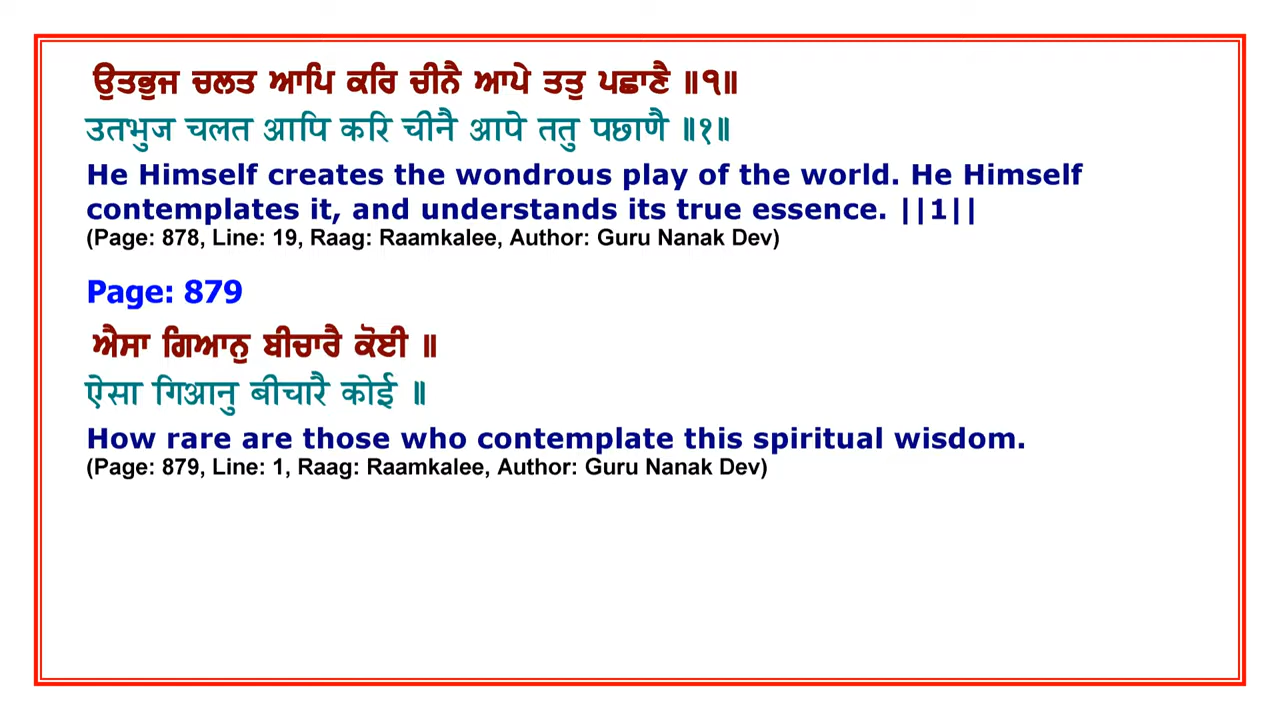 ਉਤਭੁਜ ਚਲਤ ਆਪਿ ਕਰਿ ਚੀਨੈ ਆਪੇ ਤਤੁ ਪਛਾਣੈ ॥੧॥
उतभुज चलत आपि करि चीनै आपे ततु पछाणै ॥१॥
He Himself creates the wondrous play of the world. He Himself
contemplates it, and understands its true essence. ||1||
(Page: 878, Line: 19, Raag: Raamkalee, Author: Guru Nanak Dev)
Page: 879
ਐਸਾ ਗਿਆਨੁ ਬੀਚਾਰੈ ਕੋਈ ॥
ऐसा गिआनु बीचारै कोई ॥
How rare are those who contemplate this spiritual wisdom.
(Page: 879, Line: 1, Raag: Raamkalee, Author: Guru Nanak Dev)